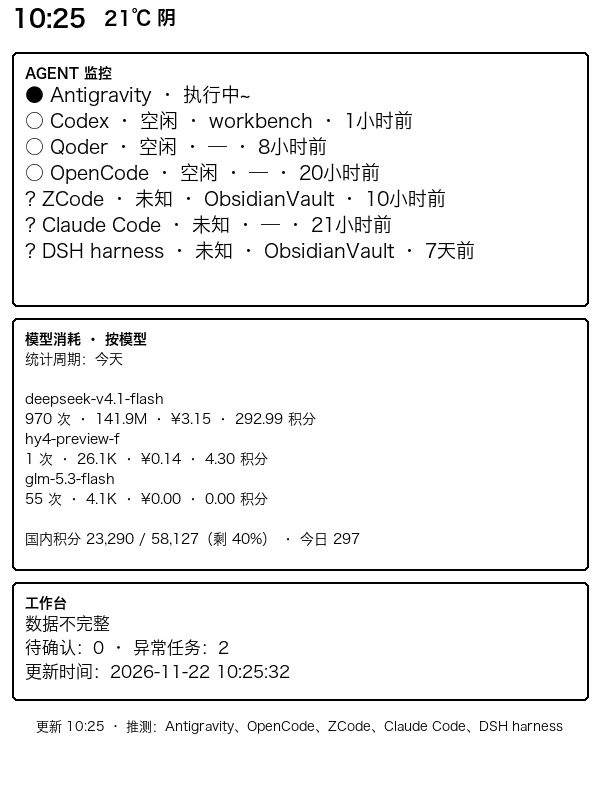 10:25 21℃ 阴
AGENT 监控
● Antigravity · 执行中~
○ Codex · 空闲 · workbench · 1小时前
○ Qoder · 空闲 · — · 8小时前
○ OpenCode · 空闲 · — · 20小时前
? ZCode · 未知 · ObsidianVault · 10小时前
? Claude Code · 未知 · — · 21小时前
? DSH harness · 未知 · ObsidianVault · 7天前
模型消耗 · 按模型
统计周期：今天
deepseek-v4.1-flash
970 次 · 141.9M · ¥3.15 · 292.99 积分
hy4-preview-f
1 次 · 26.1K · ¥0.14 · 4.30 积分
glm-5.3-flash
55 次 · 4.1K · ¥0.00 · 0.00 积分
国内积分 23,290 / 58,127（剩 40%） · 今日 297
工作台
数据不完整
待确认：0 · 异常任务：2
更新时间：2026-11-22 10:25:32
更新 10:25 · 推测：Antigravity、OpenCode、ZCode、Claude Code、DSH harness